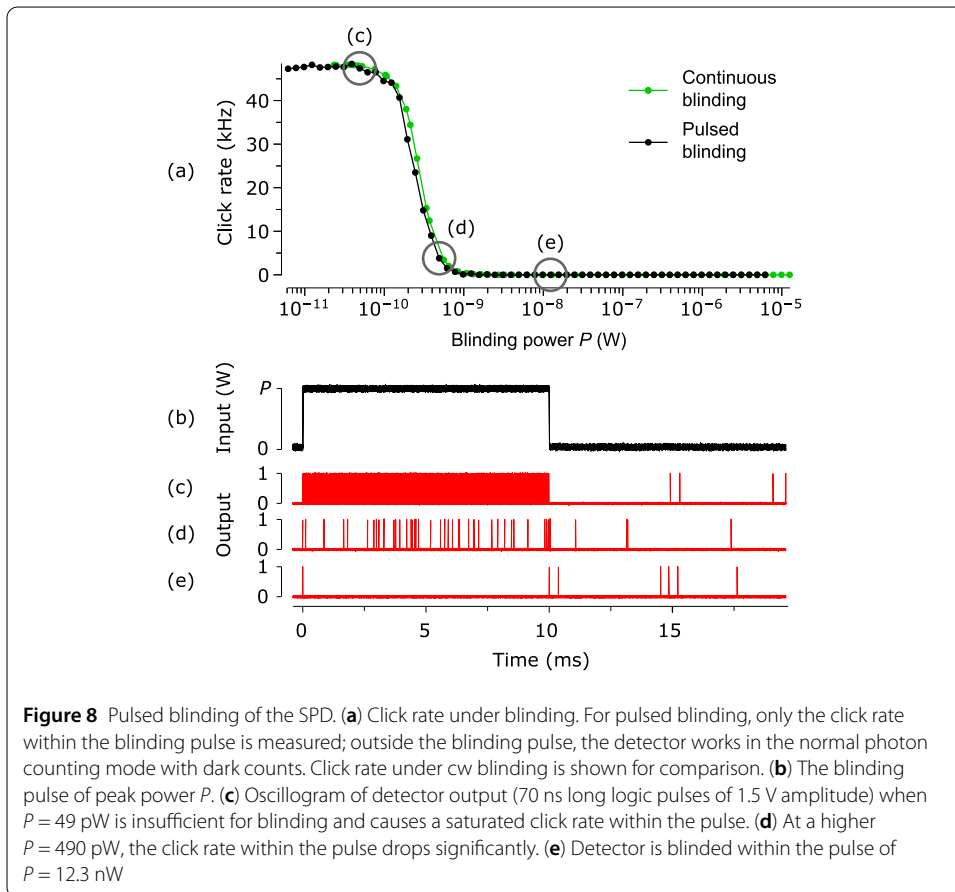 (c)
(a)
Click rate (kHz)
40
30
20
10
0
Continuous
blinding
Pulsed
blinding
(d)
(e)
10⁻¹¹ 10⁻¹⁰ 10⁻⁹ 10⁻⁸ 10⁻⁷ 10⁻⁶ 10⁻⁵
Blinding power P (W)
(b)
Input (W)
P
0
(c)
Output
1
0
(d)
1
0
(e)
1
0
0 5 10 15
Time (ms)
Figure 8 Pulsed blinding of the SPD. (a) Click rate under blinding. For pulsed blinding, only the click rate
within the blinding pulse is measured; outside the blinding pulse, the detector works in the normal photon
counting mode with dark counts. Click rate under cw blinding is shown for comparison. (b) The blinding
pulse of peak power P. (c) Oscillogram of detector output (70 ns long logic pulses of 1.5 V amplitude) when
P = 49 pW is insufficient for blinding and causes a saturated click rate within the pulse. (d) At a higher
P = 490 pW, the click rate within the pulse drops significantly. (e) Detector is blinded within the pulse of
P = 12.3 nW